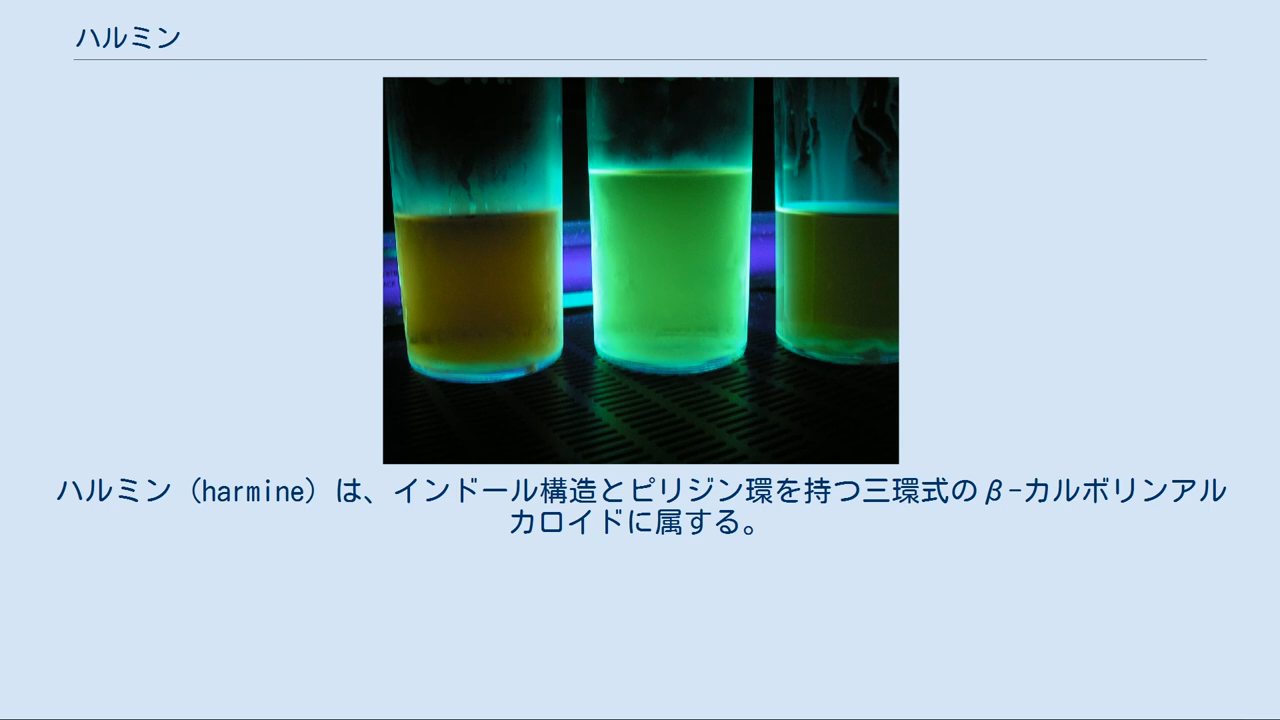 ハルミン
ハルミン（harmine）は、インドール構造とピリジン環を持つ三環式のβ-カルボリンアル
カロイドに属する。